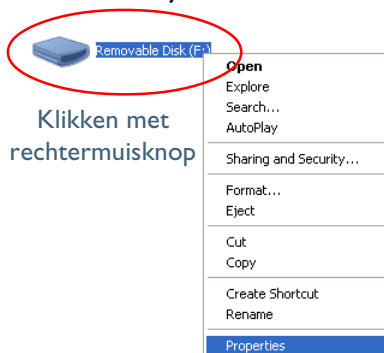 Removable Disk (F:)
Open
Explore
Search...
AutoPlay
Klikken met
rechtermuisknop
Sharing and Security...
Format...
Eject
Cut
Copy
Create Shortcut
Rename
Properties